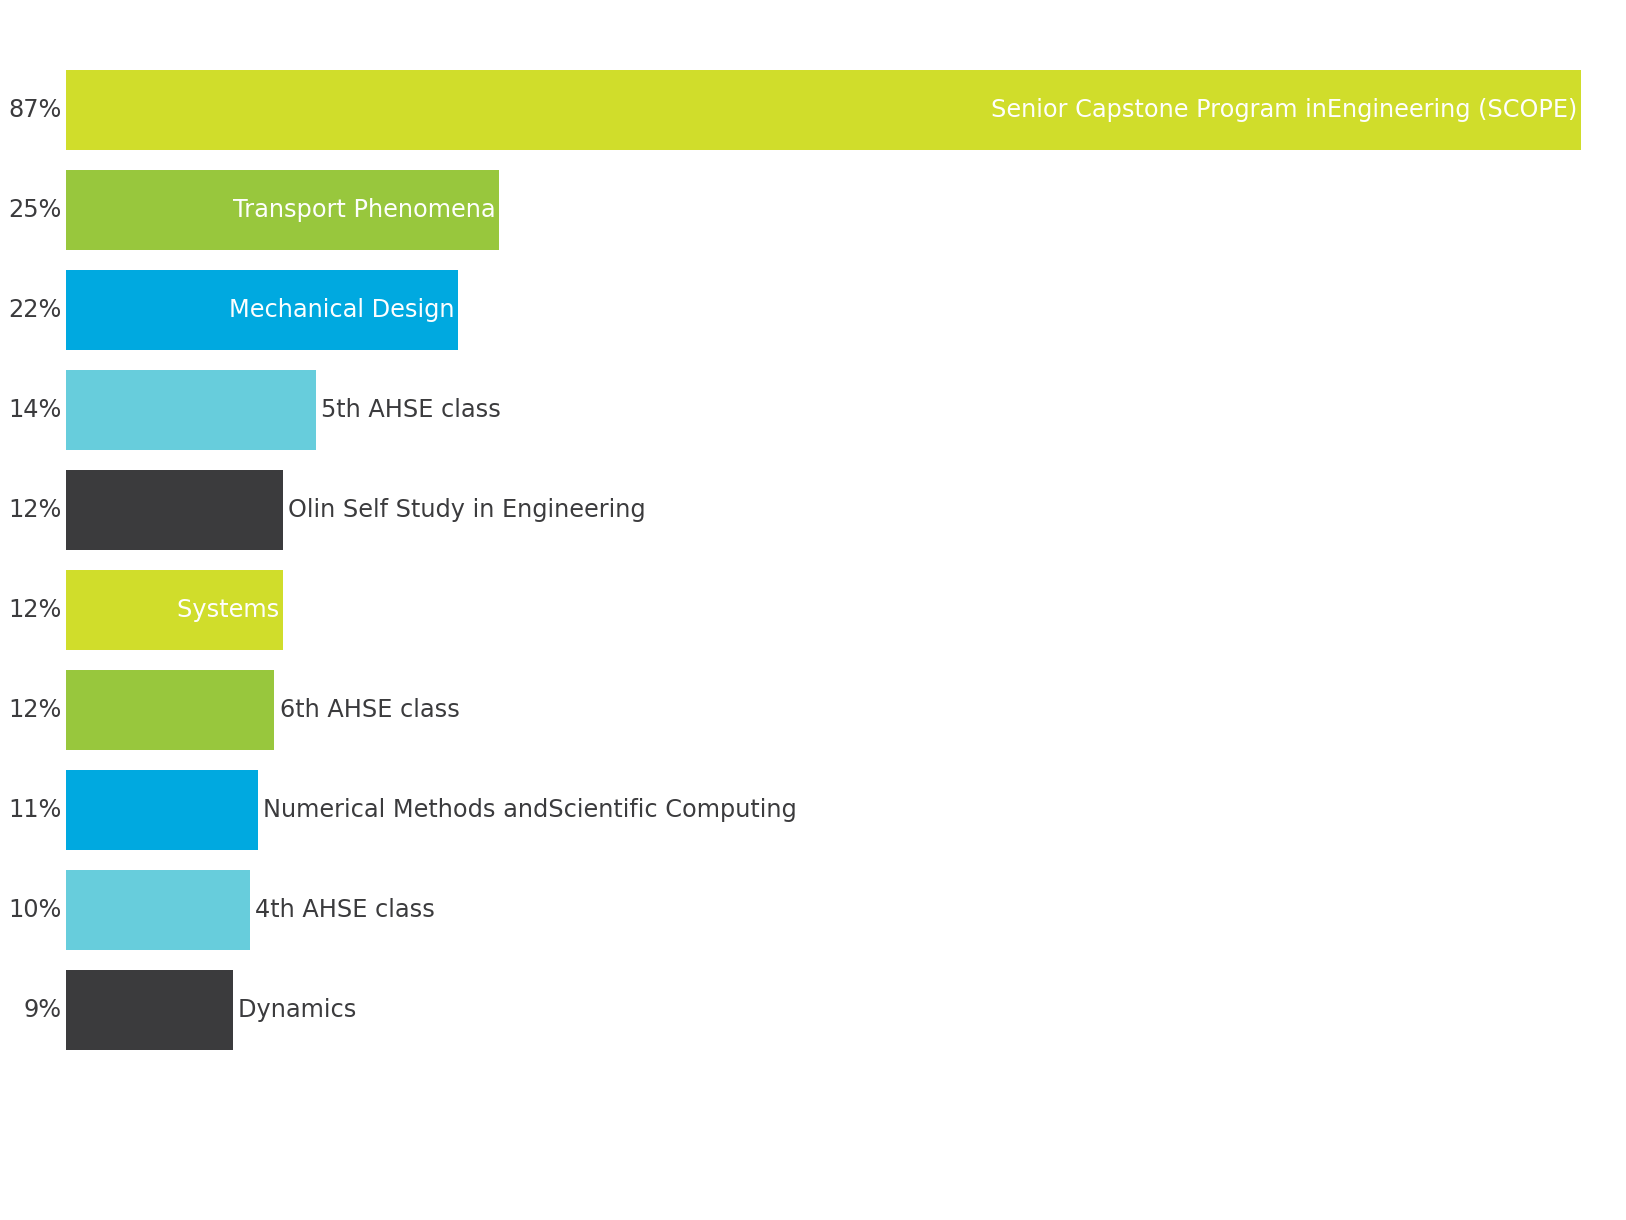 87% Senior Capstone Program inEngineering (SCOPE)
25% Transport Phenomena
22% Mechanical Design
14% 5th AHSE class
12% Olin Self Study in Engineering
12% Systems
12% 6th AHSE class
11% Numerical Methods andScientific Computing
10% 4th AHSE class
9% Dynamics